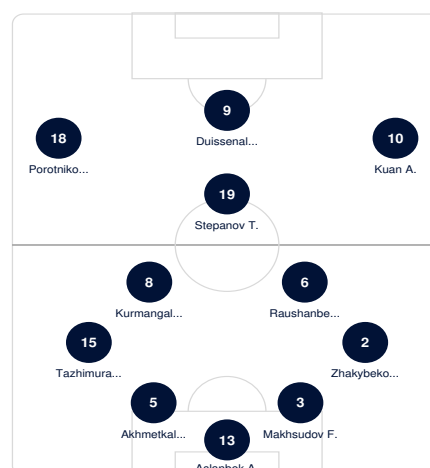 9
Duissenal...
18
Porotniko...
10
Kuan A.
19
Stepanov T.
8
Kurmangal...
6
Raushanbe...
15
Tazhimura...
2
Zhakybeko...
5
Akhmetkal...
3
Makhsudov F.
13
Aslanbek A.